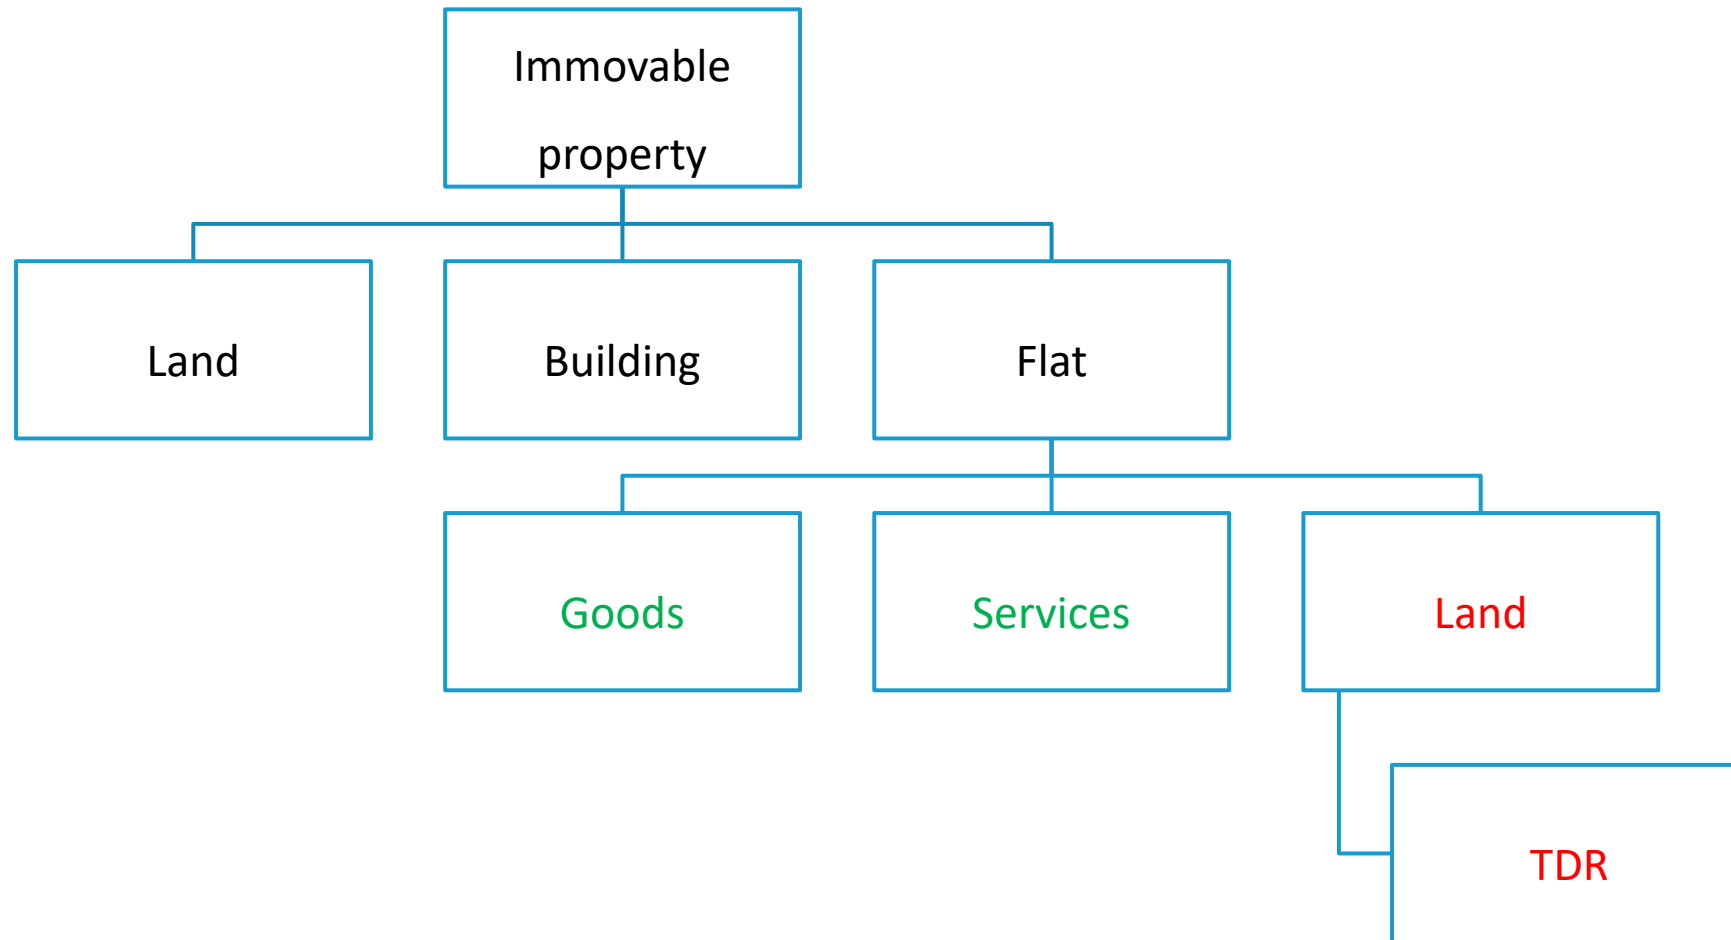 Immovable
property
Land
Building
Flat
Goods
Services
Land
TDR